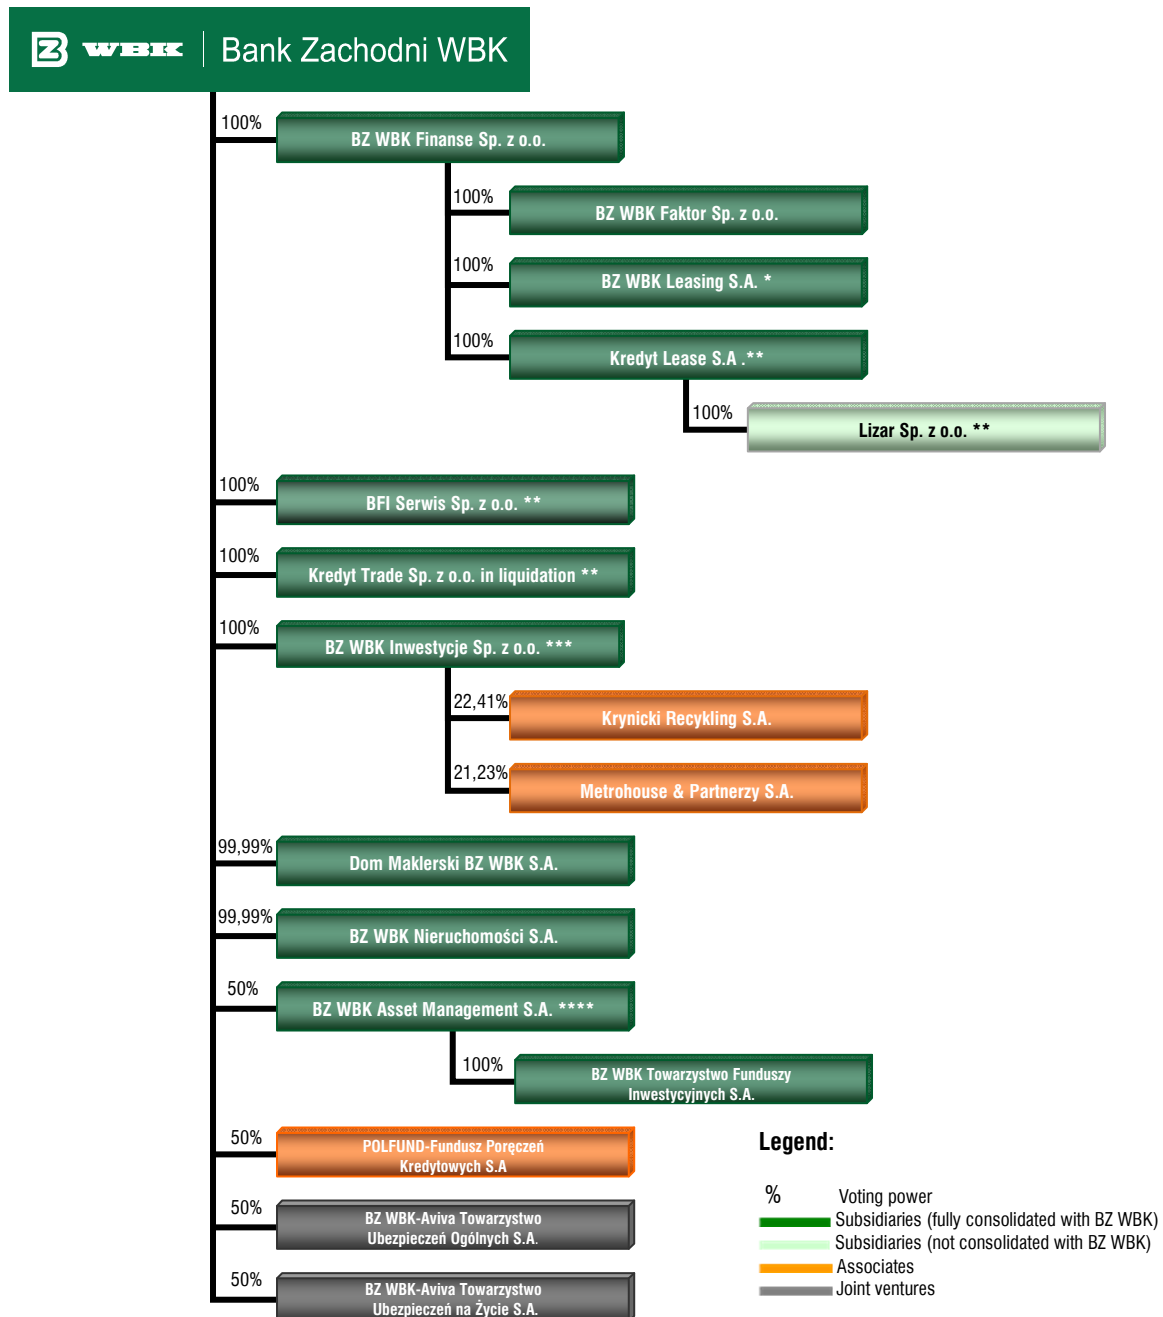 Z WBK Bank Zachodni WBK
100%
BZ WBK Finanse Sp. z o.o.
100%
BZ WBK Faktor Sp. z o.o.
100%
BZ WBK Leasing S.A. *
100%
Kredyt Lease S.A .**
100%
Lizar Sp. z o.o. **
100%
BFI Serwis Sp. z o.o. **
100%
Kredyt Trade Sp. z o.o. in liquidation **
100%
BZ WBK Inwestycje Sp. z o.o. ***
22,41%
Krynicki Recykling S.A.
21,23%
Metrohouse & Partnerzy S.A.
99,99%
Dom Maklerski BZ WBK S.A.
99,99%
BZ WBK Nieruchomości S.A.
50%
BZ WBK Asset Management S.A. ****
100%
BZ WBK Towarzystwo Funduszy
Inwestycyjnych S.A.
50%
POLFUND-Fundusz Poręczeń
Kredytowych S.A
50%
BZ WBK-Aviva Towarzystwo
Ubezpieczeń Ogólnych S.A.
50%
BZ WBK-Aviva Towarzystwo
Ubezpieczeń na Życie S.A.
Legend:
% Voting power
Subsidiaries (fully consolidated with BZ WBK)
Subsidiaries (not consolidated with BZ WBK)
Associates
Joint ventures